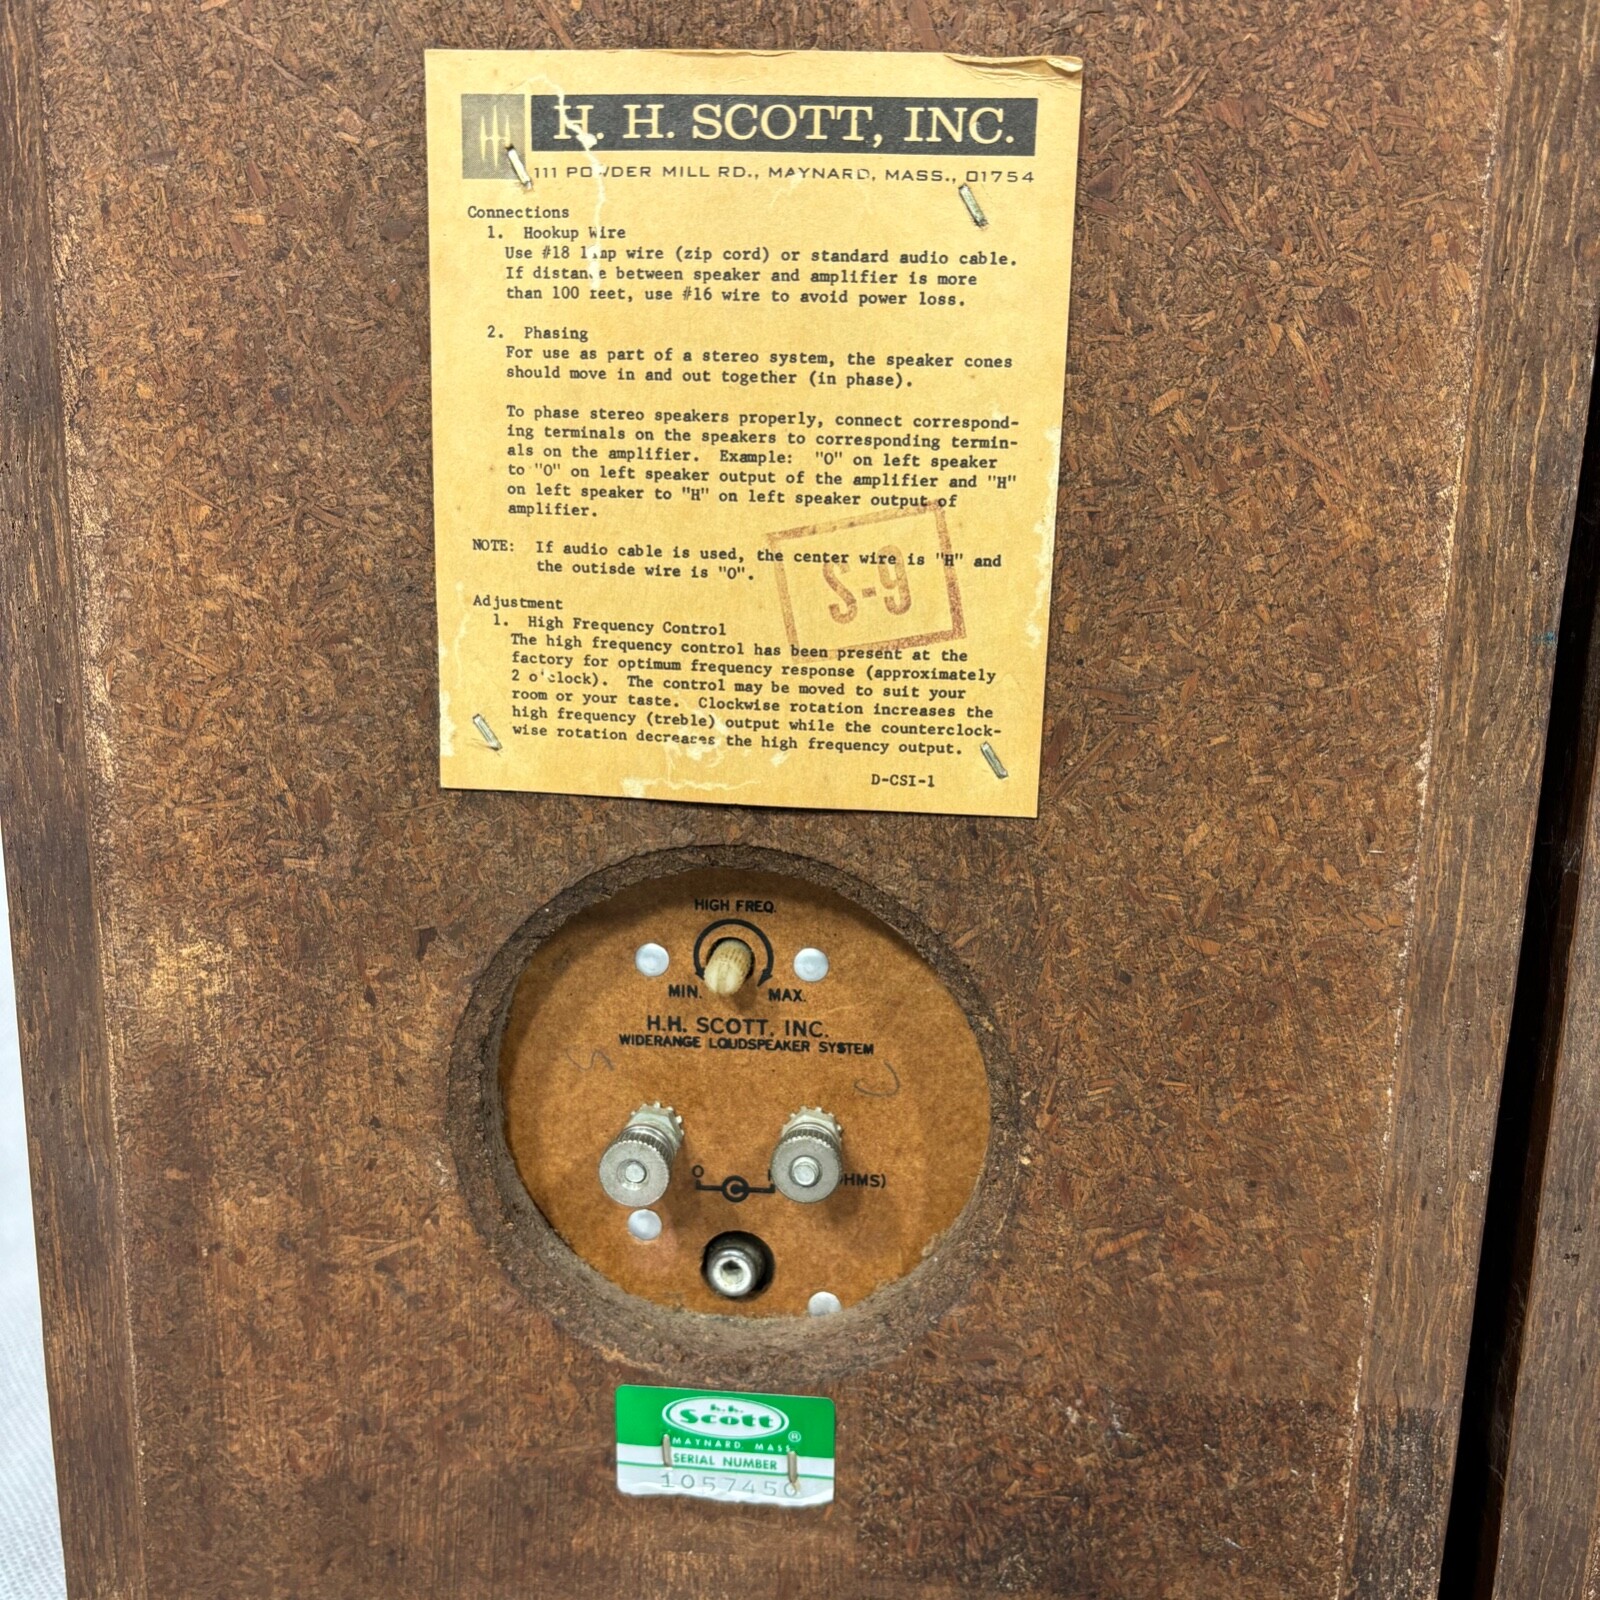 H. H. SCOTT, INC.
111 POWDER MILL RD., MAYNARD, MASS., 01754
Connections
1. Hookup Wire
Use #18 lamp wire (zip cord) or standard audio cable.
If distance between speaker and amplifier is more
than 100 feet, use #16 wire to avoid power loss.
2. Phasing
For use as part of a stereo system, the speaker cones
should move in and out together (in phase).
To phase stereo speakers properly, connect correspond-
ing terminals on the speakers to corresponding termin-
als on the amplifier. Example: "O" on left speaker
to "O" on left speaker output of the amplifier and "H"
on left speaker to "H" on left speaker output of
amplifier.
NOTE: If audio cable is used, the center wire is "H" and
the outisde wire is "O".
S-9
Adjustment
1. High Frequency Control
The high frequency control has been present at the
factory for optimum frequency response (approximately
2 o'clock). The control may be moved to suit your
room or your taste. Clockwise rotation increases the
high frequency (treble) output while the counterclock-
wise rotation decreases the high frequency output.
D-CSI-1
HIGH FREQ.
MIN. MAX.
H.H. SCOTT, INC.
WIDERANGE LOUDSPEAKER SYSTEM
O C HMS)
h.h.
Scott ®
MAYNARD, MASS.
SERIAL NUMBER
1057450